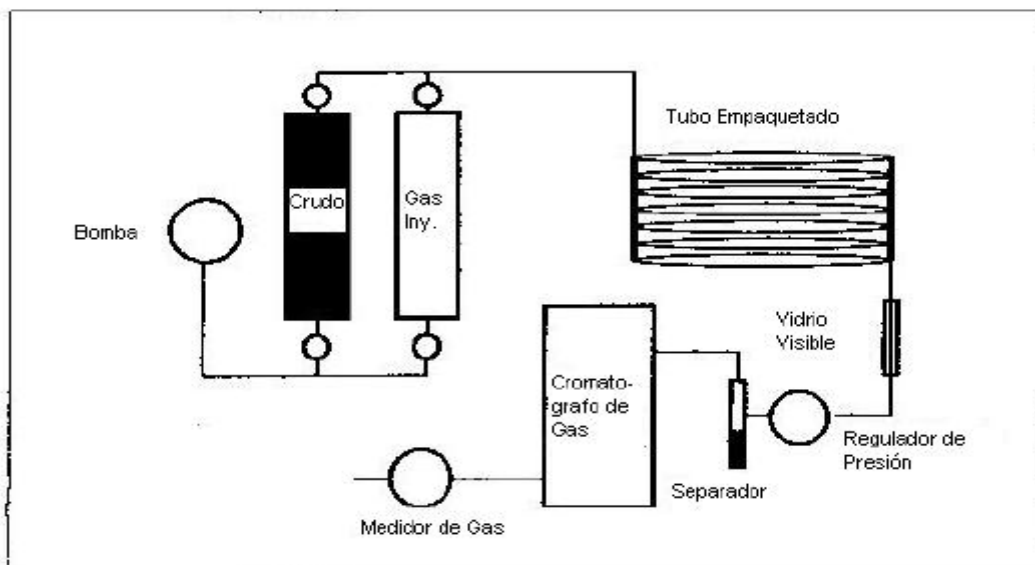 Tubo Empaquetado
Crudo
Gas
Iny.
Bomba
Vidrio
Visible
Cromato-
grafo de
Gas
Regulador de
Presión
Separador
Medidor de Gas